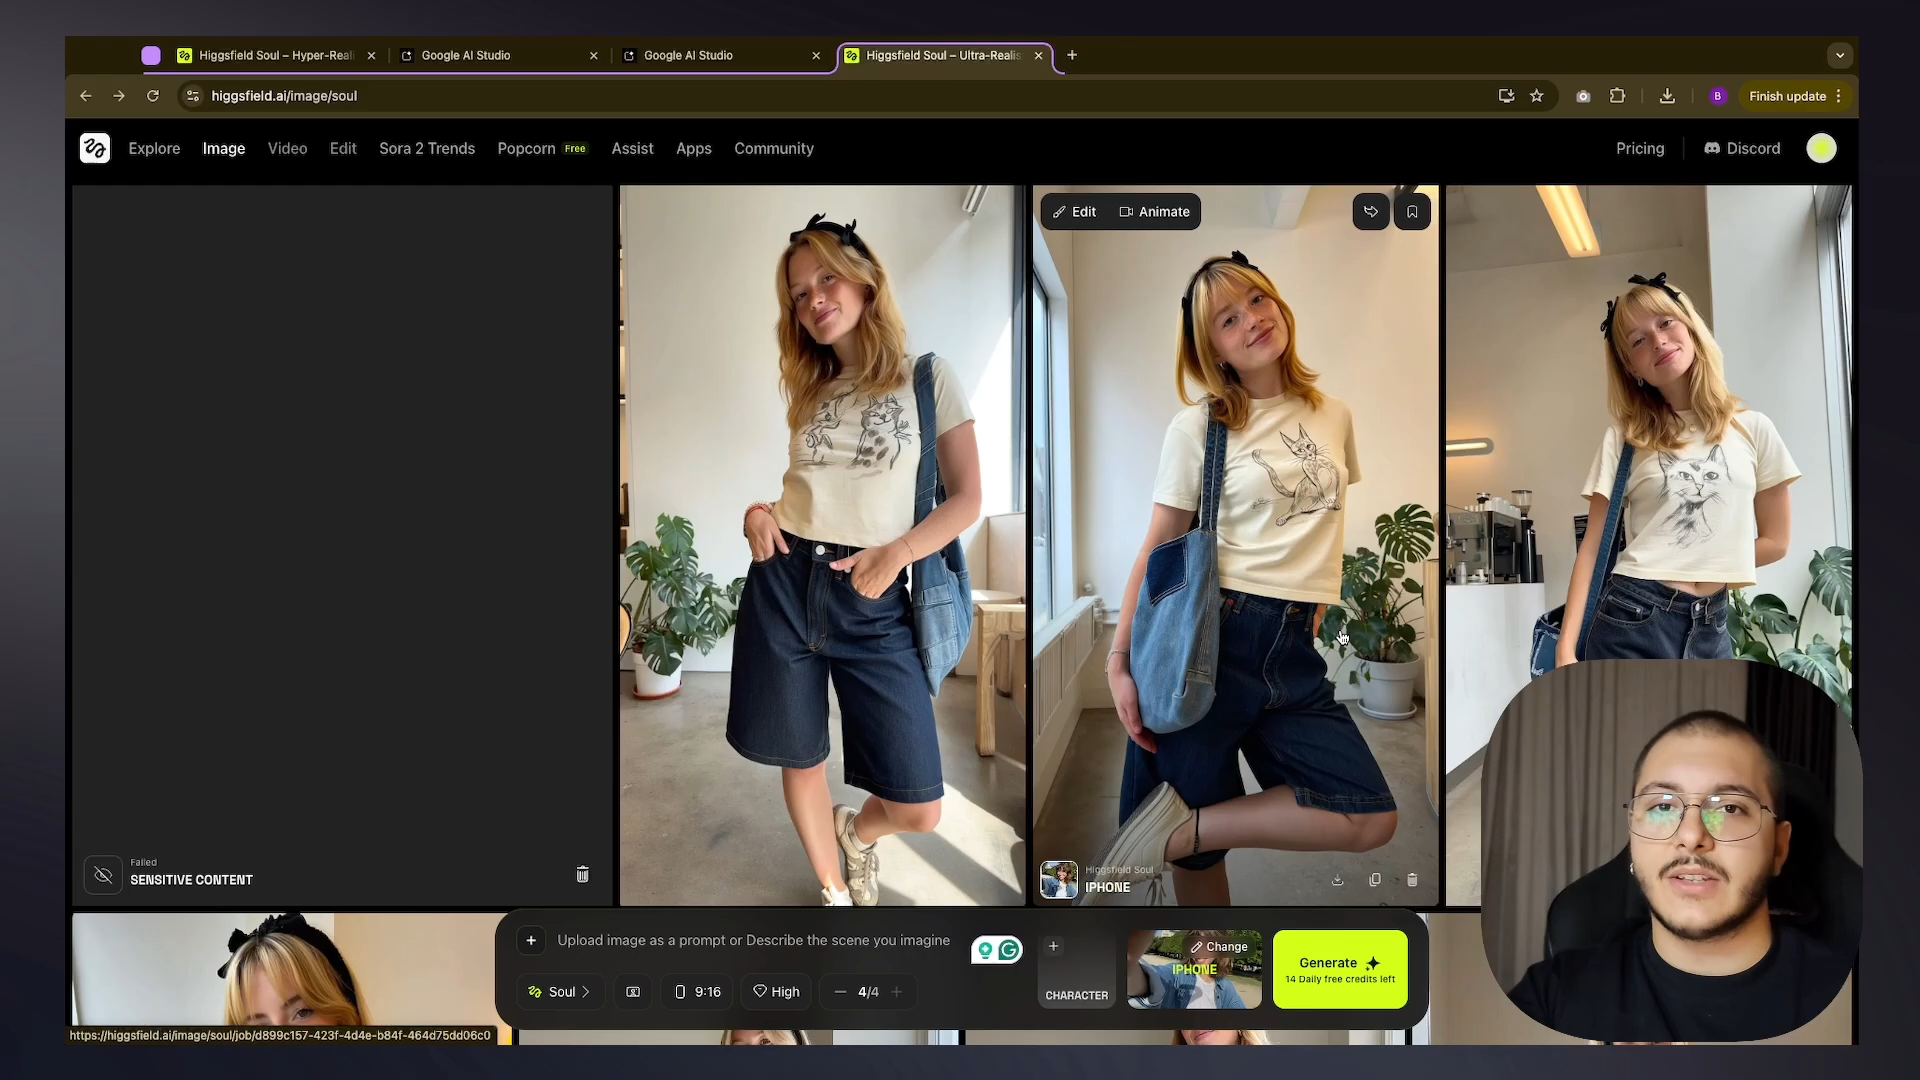 Higgsfield Soul – Hyper-Reali
Google AI Studio
Google AI Studio
Higgsfield Soul – Ultra-Realis
higgsfield.ai/image/soul
B
Finish update
Explore
Image
Video
Edit
Sora 2 Trends
Popcorn Free
Assist
Apps
Community
Pricing
Discord
Edit
Animate
Failed
SENSITIVE CONTENT
Higgsfield Soul
IPHONE
Upload image as a prompt or Describe the scene you imagine
Soul
9:16
High
4/4
CHARACTER
Change
IPHONE
Generate
14 Daily free credits left
https://higgsfield.ai/image/soul/job/d899c157-423f-4d4e-b84f-464d75dd06c0